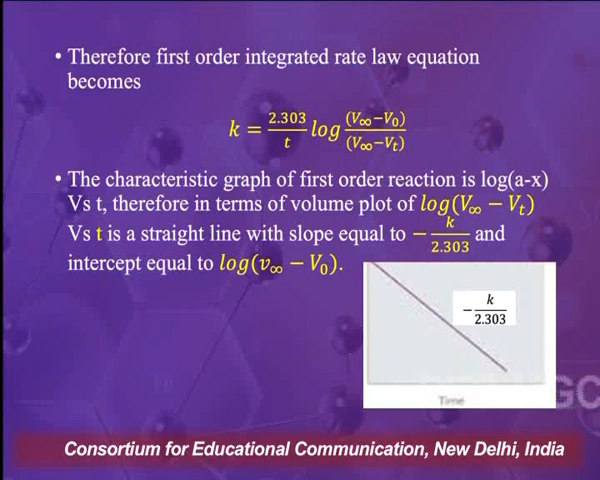 • Therefore first order integrated rate law equation
becomes
k = 2.303/t log (V∞−V0)/(V∞−Vt)
• The characteristic graph of first order reaction is log(a-x)
Vs t, therefore in terms of volume plot of log(V∞ − Vt)
Vs t is a straight line with slope equal to − k/2.303 and
intercept equal to log(v∞ − V0).
− k/2.303
Time
GC
Consortium for Educational Communication, New Delhi, India